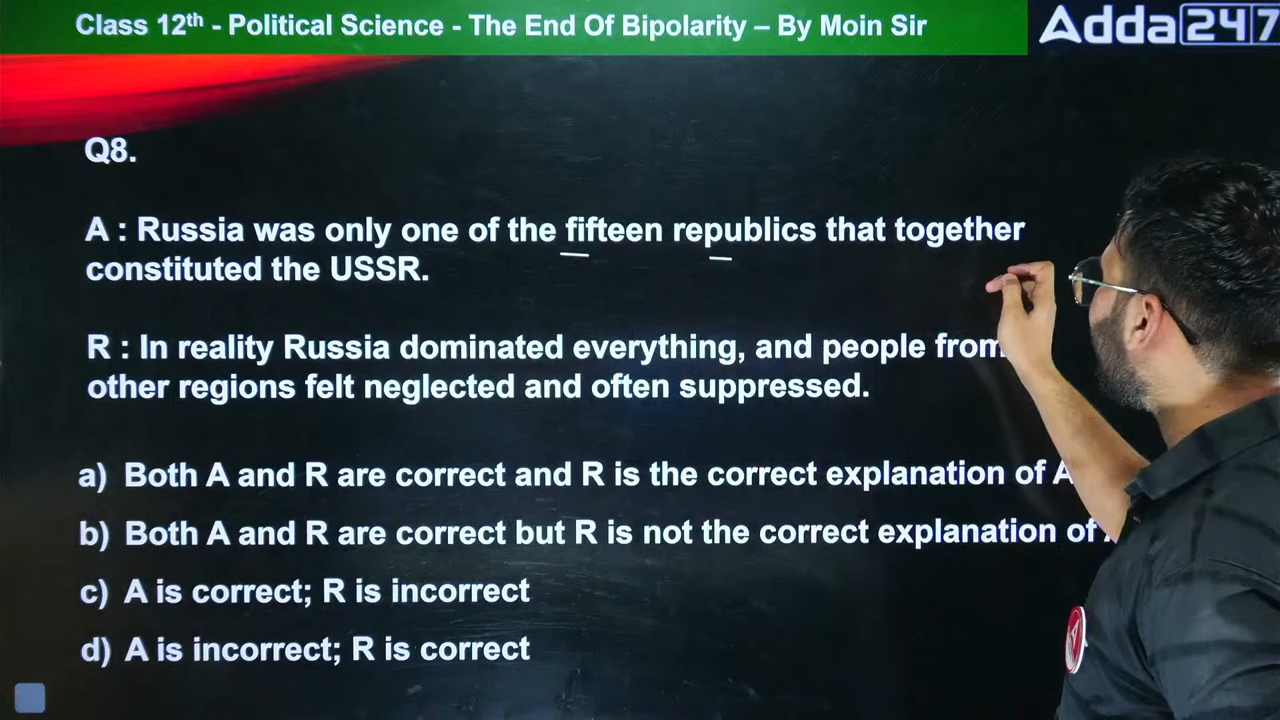 Class 12th - Political Science - The End Of Bipolarity – By Moin Sir
Adda247
Q8.
A : Russia was only one of the fifteen republics that together
constituted the USSR.
R : In reality Russia dominated everything, and people from
other regions felt neglected and often suppressed.
a) Both A and R are correct and R is the correct explanation of A
b) Both A and R are correct but R is not the correct explanation of
c) A is correct; R is incorrect
d) A is incorrect; R is correct